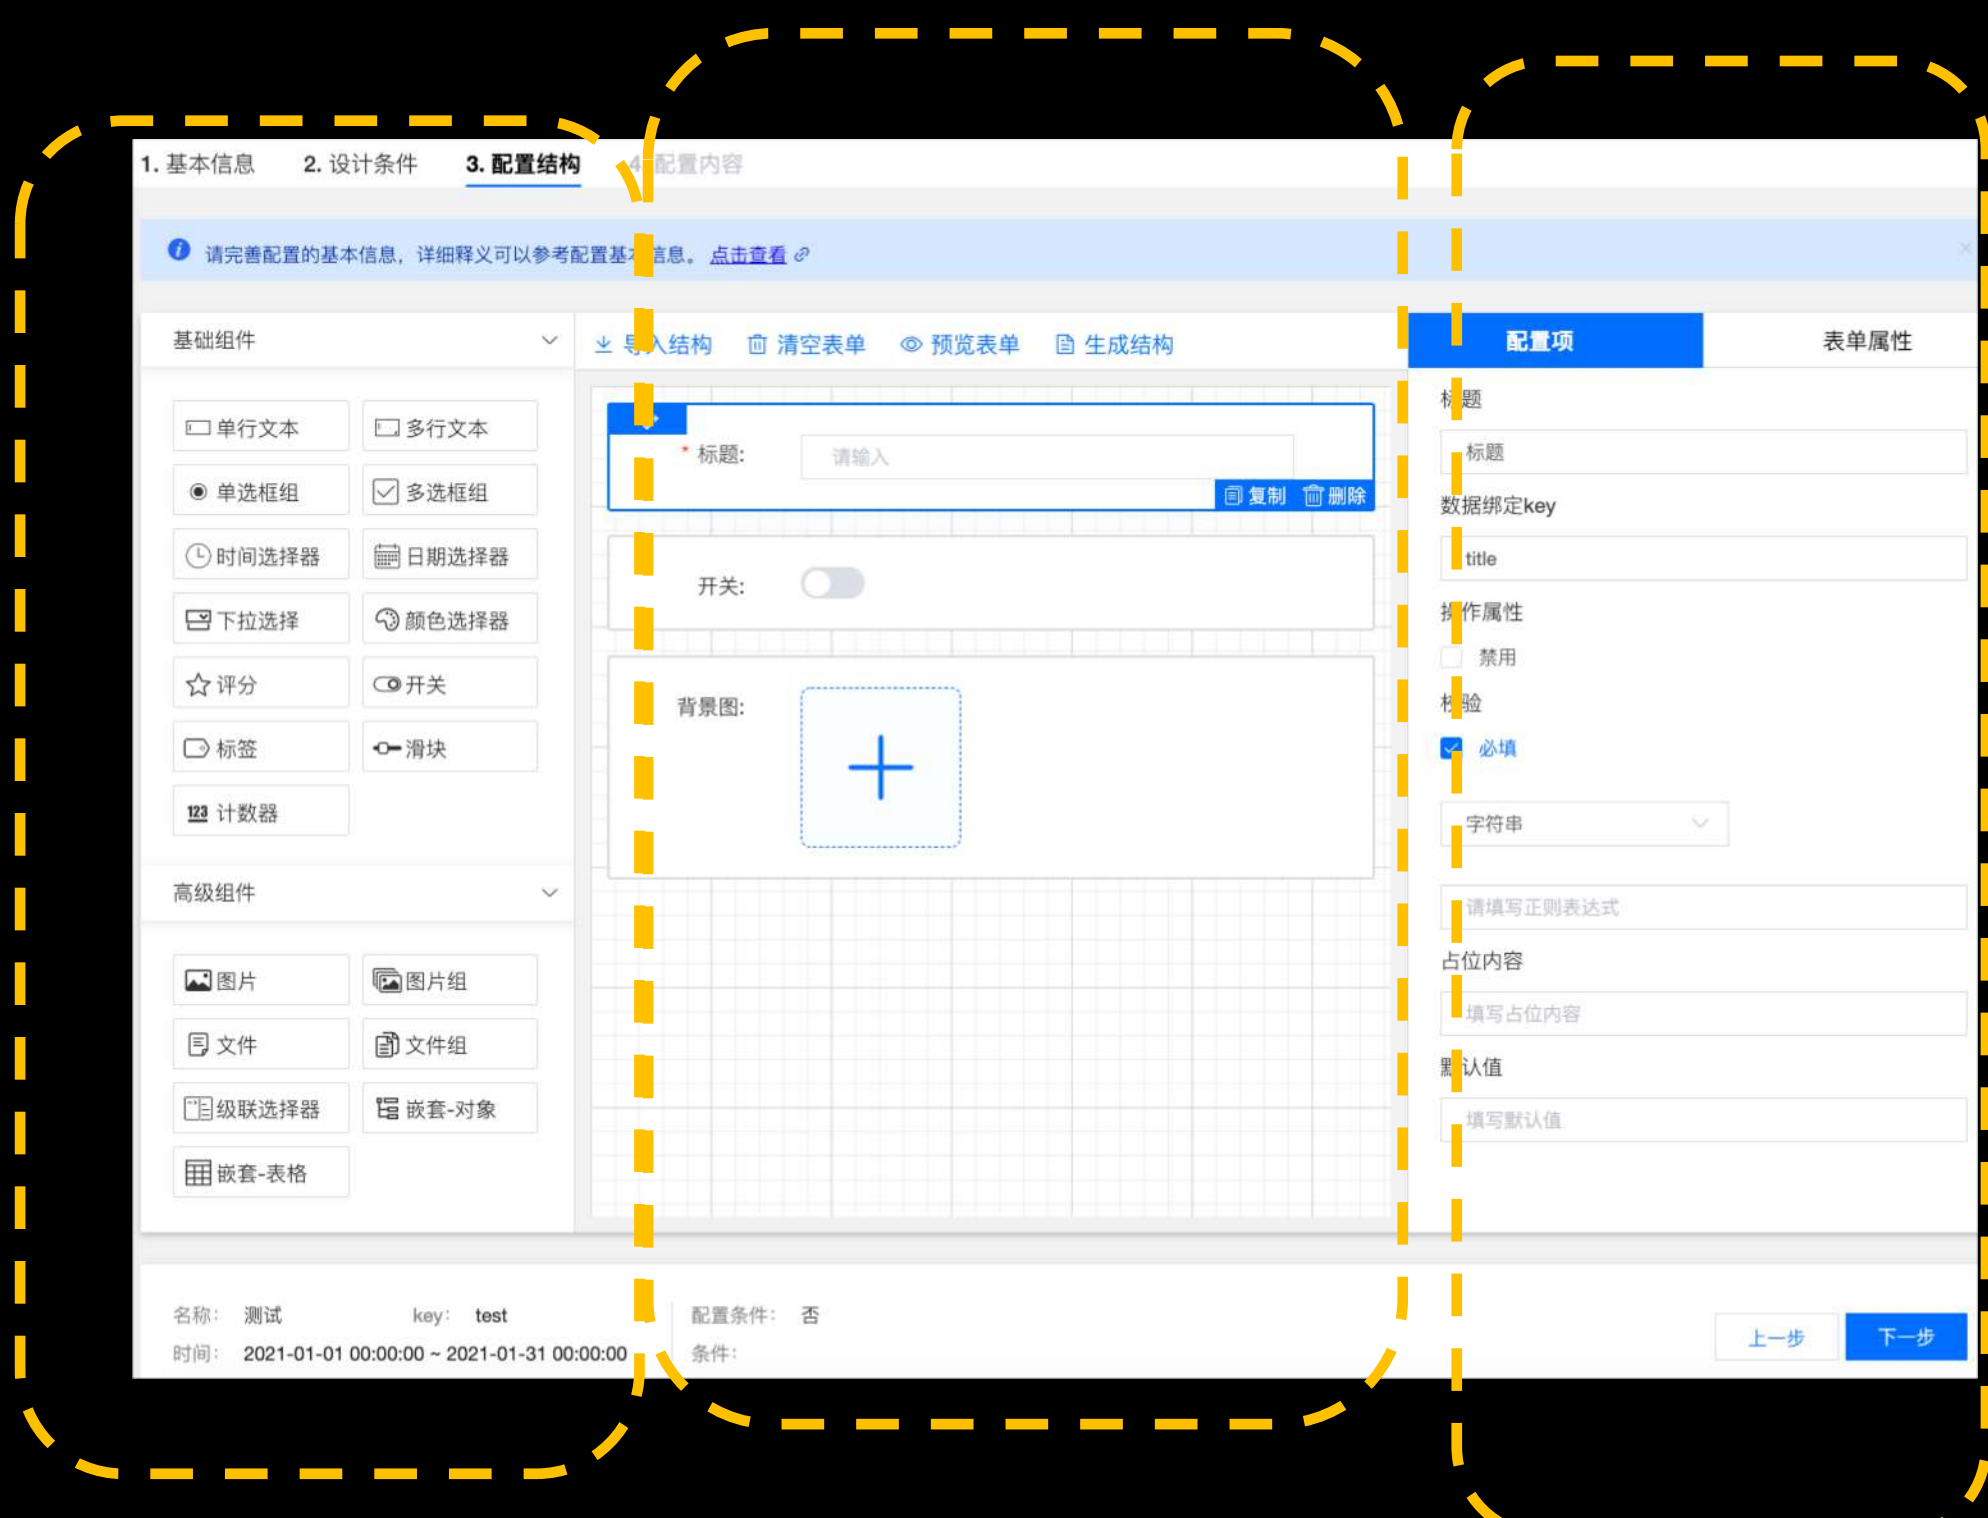 1. 基本信息 2. 设计条件 3. 配置结构 4. 配置内容
请完善配置的基本信息，详细释义可以参考配置基本信息。 点击查看
基础组件
单行文本 多行文本
单选框组 多选框组
时间选择器 日期选择器
下拉选择 颜色选择器
评分 开关
标签 滑块
123 计数器
高级组件
图片 图片组
文件 文件组
级联选择器 嵌套-对象
嵌套-表格
导入结构 清空表单 预览表单 生成结构
* 标题: 请输入
复制 删除
开关:
背景图:
配置项 表单属性
标题
标题
数据绑定key
title
操作属性
禁用
校验
必填
字符串
请填写正则表达式
占位内容
填写占位内容
默认值
填写默认值
名称: 测试 key: test 配置条件: 否
时间: 2021-01-01 00:00:00 ~ 2021-01-31 00:00:00 条件:
上一步 下一步